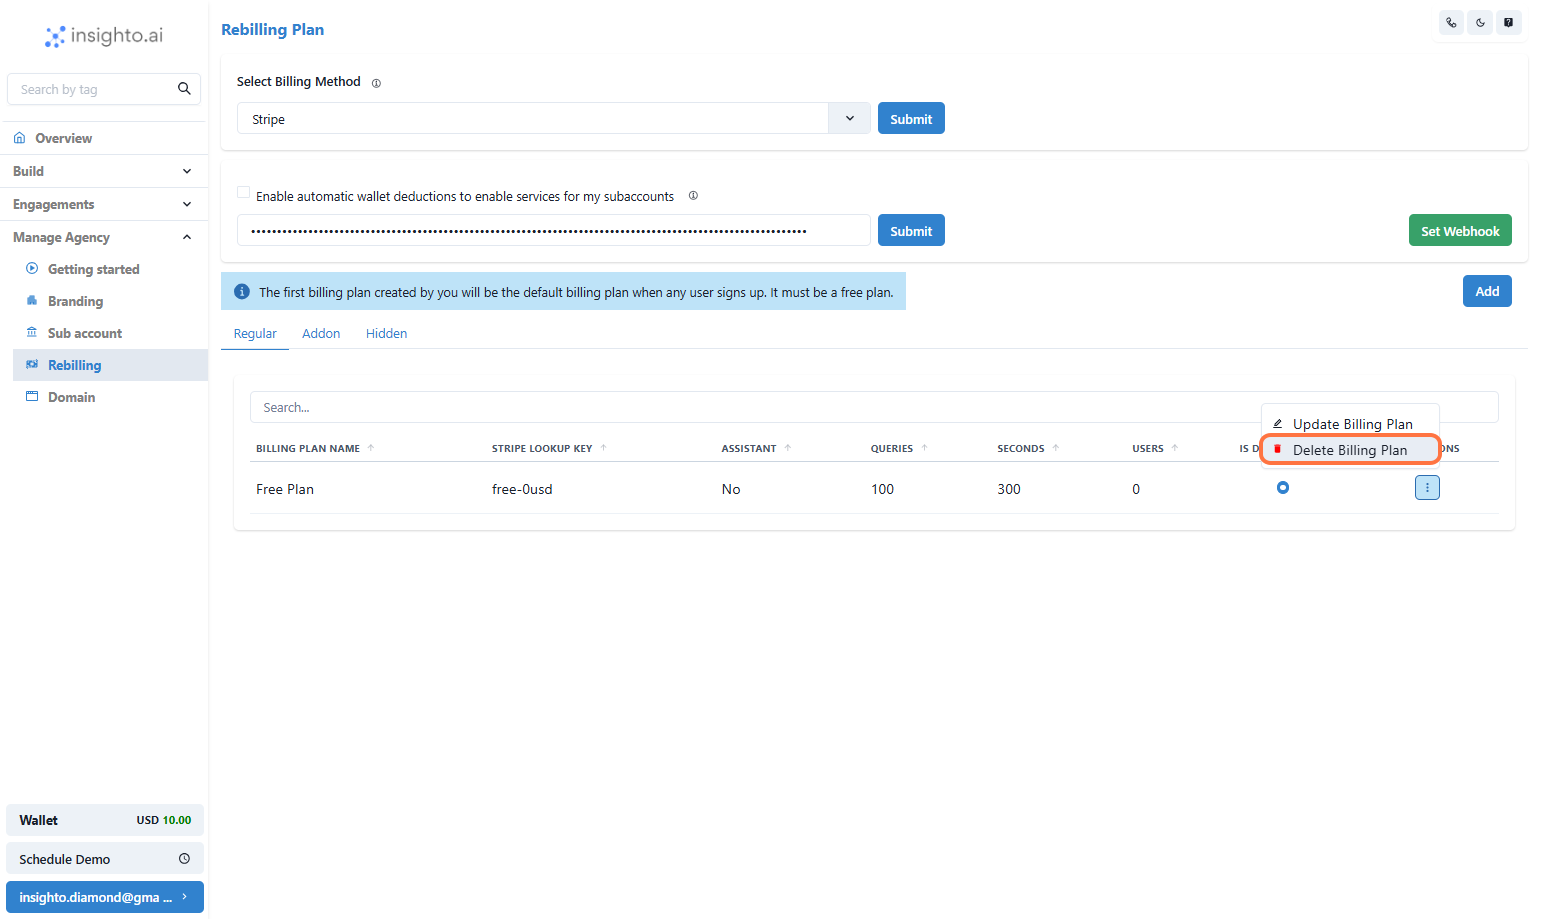 insighto.ai
Search by tag
Overview
Build
Engagements
Manage Agency
Getting started
Branding
Sub account
Rebilling
Domain
Wallet USD 10.00
Schedule Demo
insighto.diamond@gma ...
Rebilling Plan
Select Billing Method
Stripe
Submit
Enable automatic wallet deductions to enable services for my subaccounts
Submit
Set Webhook
The first billing plan created by you will be the default billing plan when any user signs up. It must be a free plan.
Add
Regular Addon Hidden
Search...
Update Billing Plan
Delete Billing Plan
BILLING PLAN NAME STRIPE LOOKUP KEY ASSISTANT QUERIES SECONDS USERS IS D ONS
Free Plan free-0usd No 100 300 0